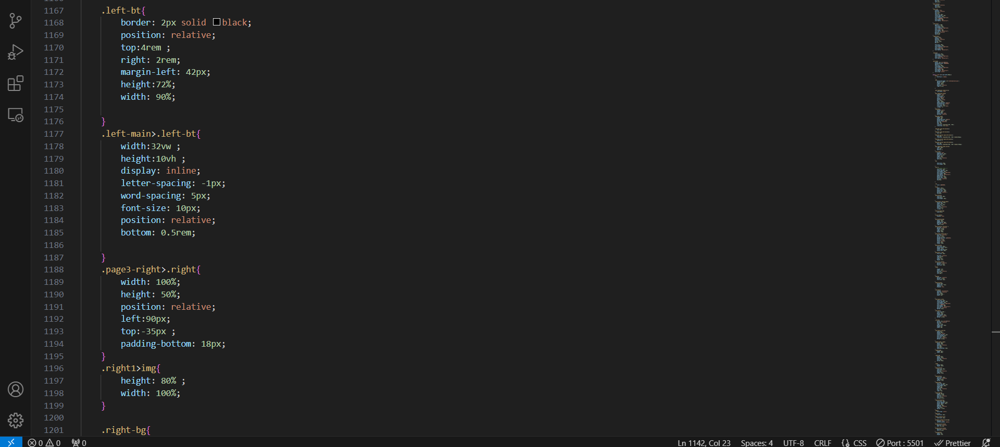 1167 .left-bt{
1168 border: 2px solid black;
1169 position: relative;
1170 top:4rem ;
1171 right: 2rem;
1172 margin-left: 42px;
1173 height:72%;
1174 width: 90%;
1175
1176 }
1177 .left-main>.left-bt{
1178 width:32vw ;
1179 height:10vh ;
1180 display: inline;
1181 letter-spacing: -1px;
1182 word-spacing: 5px;
1183 font-size: 10px;
1184 position: relative;
1185 bottom: 0.5rem;
1186
1187 }
1188 .page3-right>.right{
1189 width: 100%;
1190 height: 50%;
1191 position: relative;
1192 left:90px;
1193 top:-35px ;
1194 padding-bottom: 18px;
1195 }
1196 .right1>img{
1197 height: 80% ;
1198 width: 100%;
1199 }
1200
1201 .right-bg{
0 0 0 Ln 1142, Col 23 Spaces: 4 UTF-8 CRLF {} CSS Port : 5501 Prettier